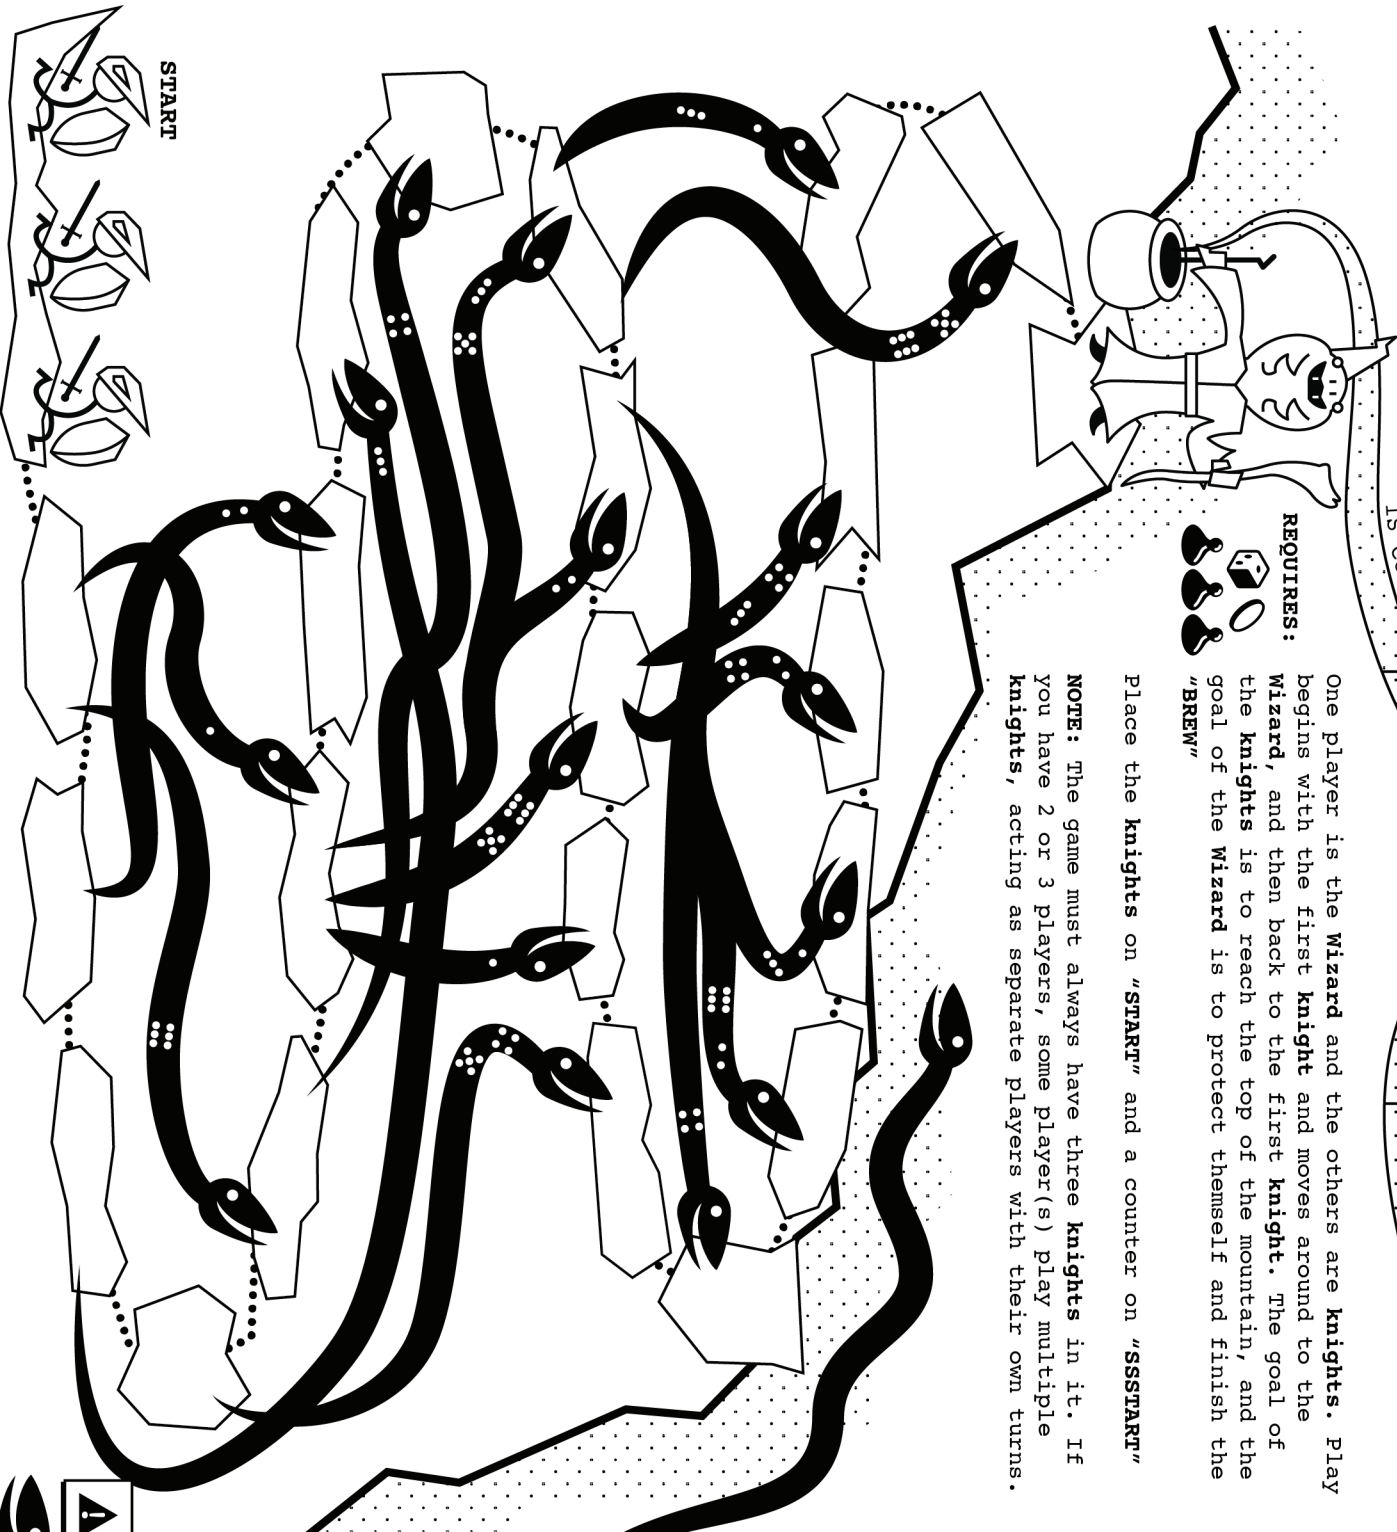 START
REQUIRES:
One player is the Wizard and the others are knights. Play
begins with the first knight and moves around to the
Wizard, and then back to the first knight. The goal of
the knights is to reach the top of the mountain, and the
goal of the Wizard is to protect themself and finish the
“BREW”
Place the knights on “START” and a counter on “SSSTART”
NOTE: The game must always have three knights in it. If
you have 2 or 3 players, some player(s) play multiple
knights, acting as separate players with their own turns.